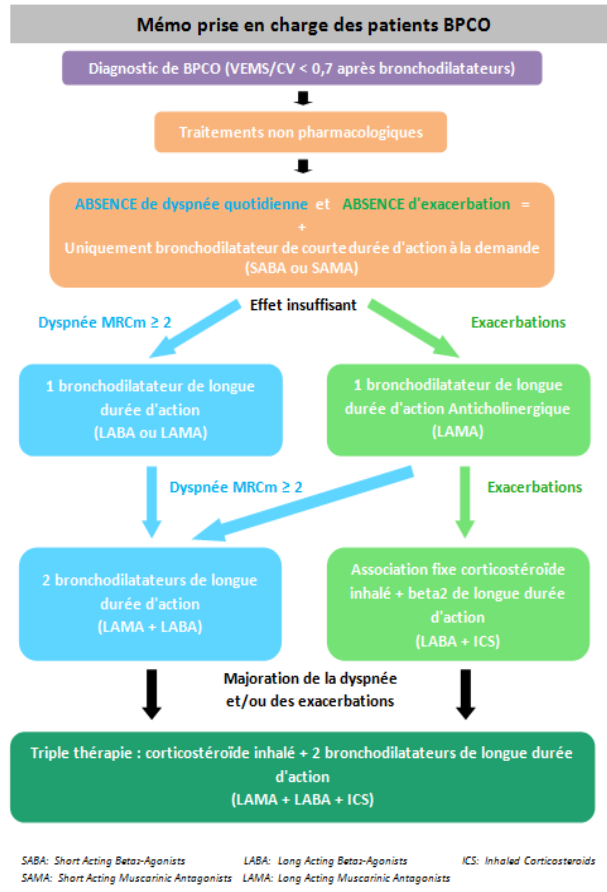 Mémo prise en charge des patients BPCO
Diagnostic de BPCO (VEMS/CV < 0,7 après bronchodilatateurs)
Traitements non pharmacologiques
ABSENCE de dyspnée quotidienne et ABSENCE d'exacerbation =
+
Uniquement bronchodilatateur de courte durée d'action à la demande
(SABA ou SAMA)
Effet insuffisant
Dyspnée MRCm ≥ 2
Exacerbations
1 bronchodilatateur de longue
durée d'action
(LABA ou LAMA)
1 bronchodilatateur de longue
durée d'action Anticholinergique
(LAMA)
Dyspnée MRCm ≥ 2
Exacerbations
2 bronchodilatateurs de longue
durée d'action
(LAMA + LABA)
Association fixe corticostéroïde
inhalé + beta2 de longue durée
d'action
(LABA + ICS)
Majoration de la dyspnée
et/ou des exacerbations
Triple thérapie : corticostéroïde inhalé + 2 bronchodilatateurs de longue durée
d'action
(LAMA + LABA + ICS)
SABA: Short Acting Beta2-Agonists LABA: Long Acting Beta2-Agonists ICS: Inhaled Corticosteroids
SAMA: Short Acting Muscarinic Antagonists LAMA: Long Acting Muscarinic Antagonists